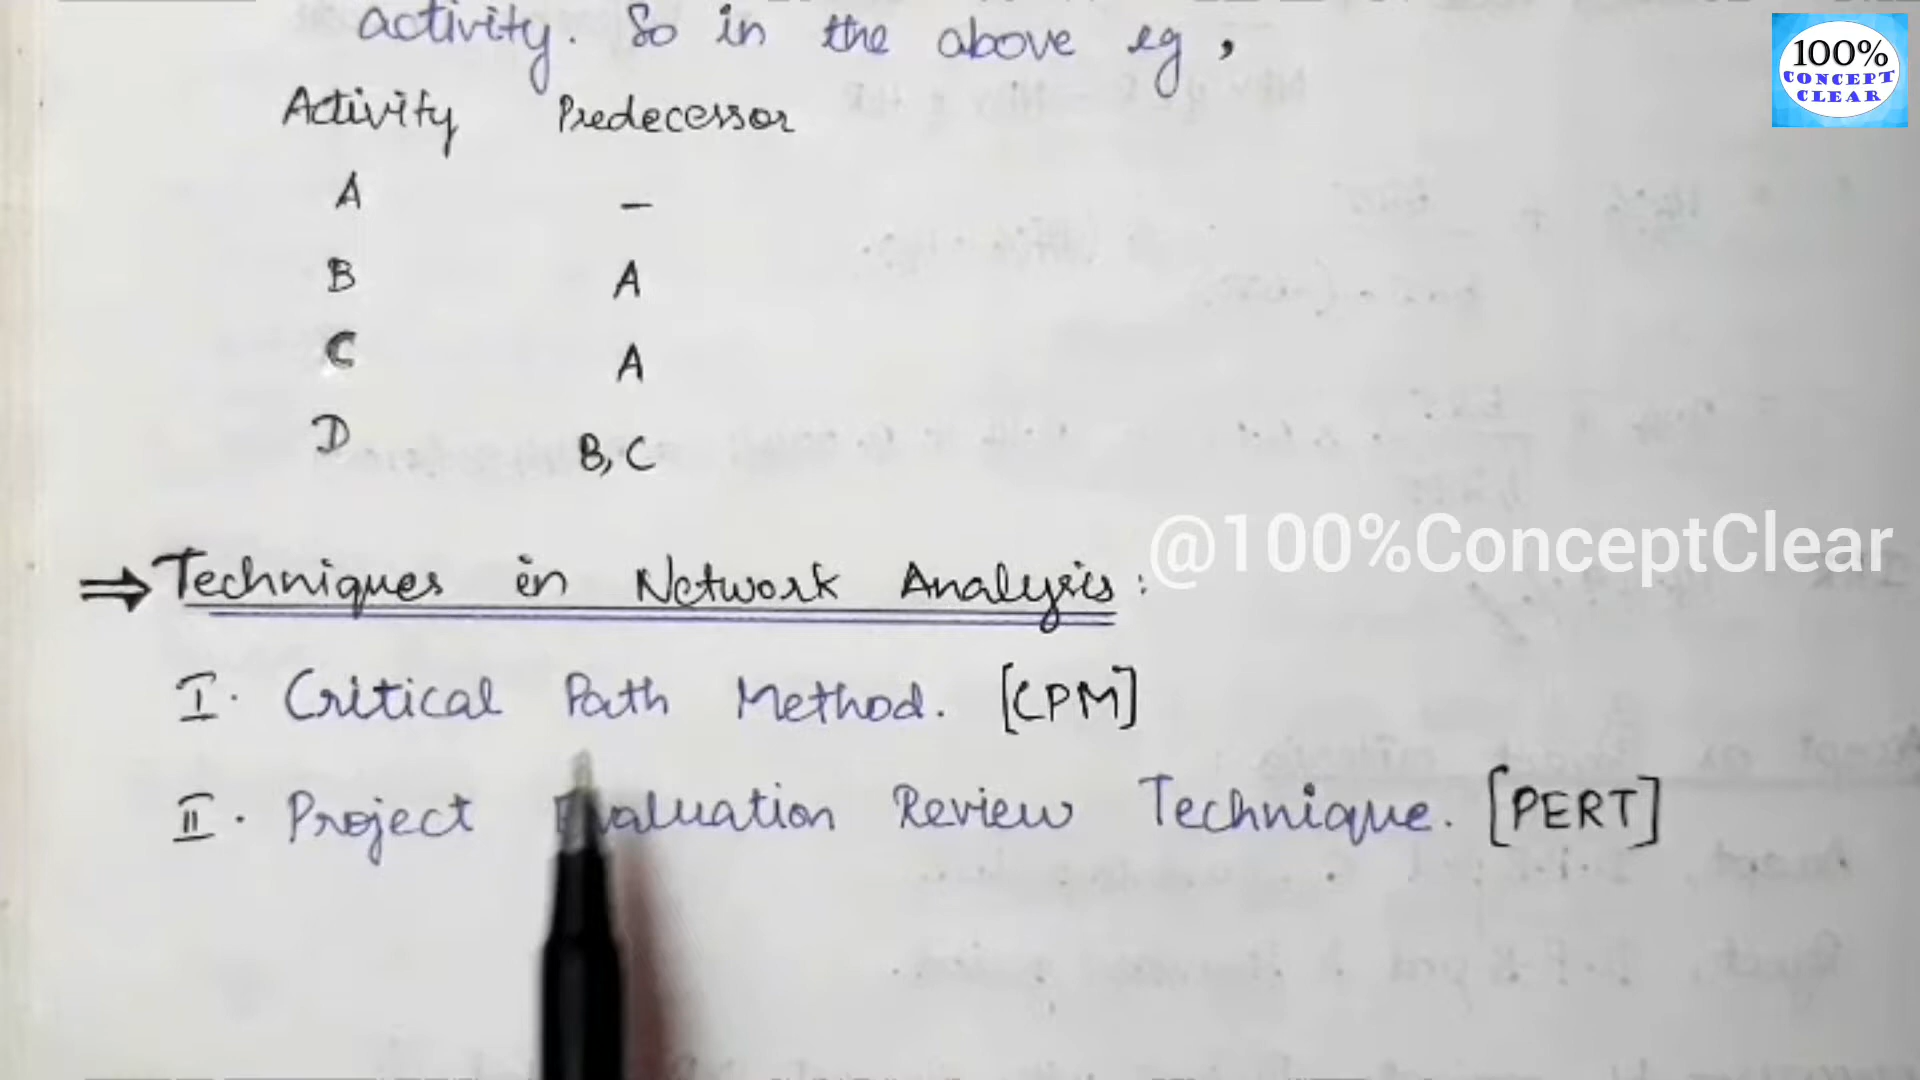 activity. So in the above eg,
Activity Predecessor
A –
B A
C A
D B, C
⇒ Techniques in Network Analysis:
I. Critical Path Method. [CPM]
II. Project Evaluation Review Technique. [PERT]
100%
CONCEPT
CLEAR
@100%ConceptClear